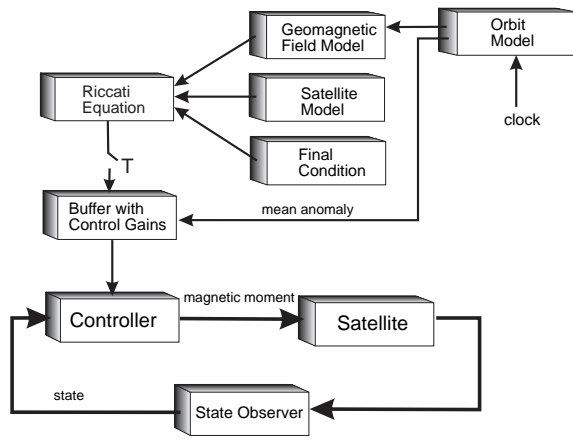 Geomagnetic
Field Model
Orbit
Model
Riccati
Equation
Satellite
Model
clock
Final
Condition
T
Buffer with
Control Gains
mean anomaly
magnetic moment
Controller
Satellite
state
State Observer